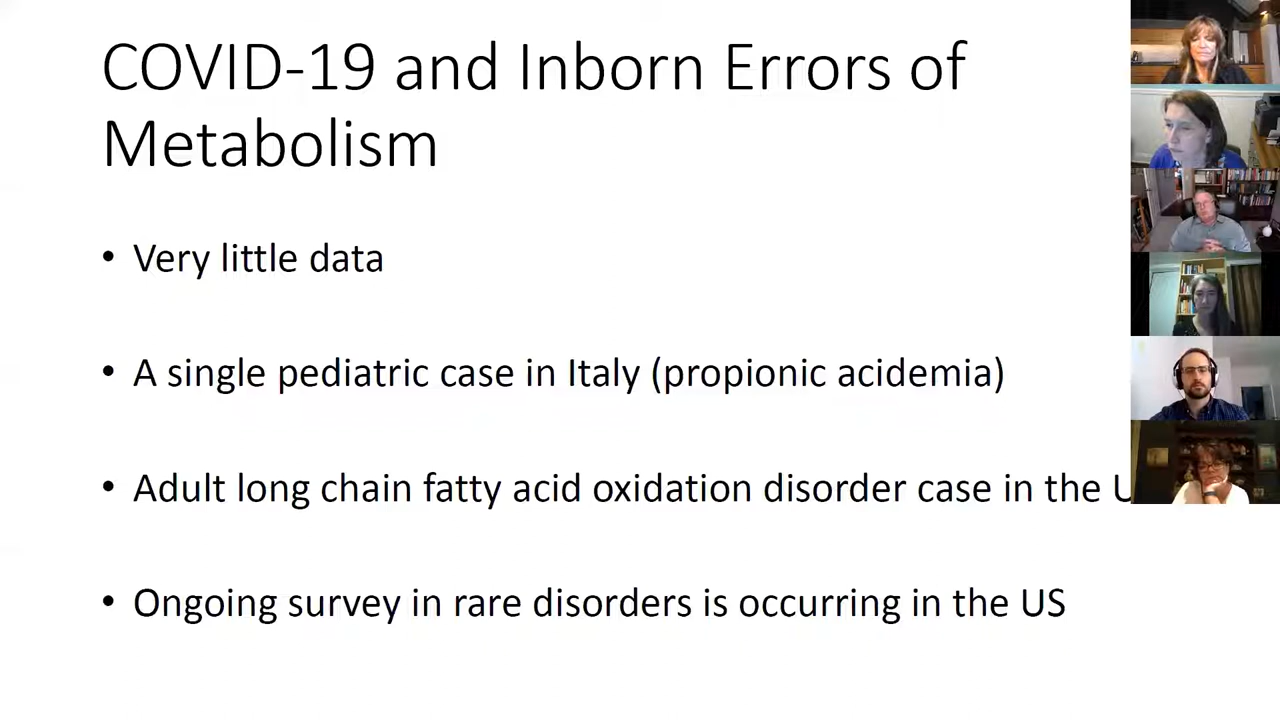 COVID-19 and Inborn Errors of
Metabolism
• Very little data
• A single pediatric case in Italy (propionic acidemia)
• Adult long chain fatty acid oxidation disorder case in the
• Ongoing survey in rare disorders is occurring in the US